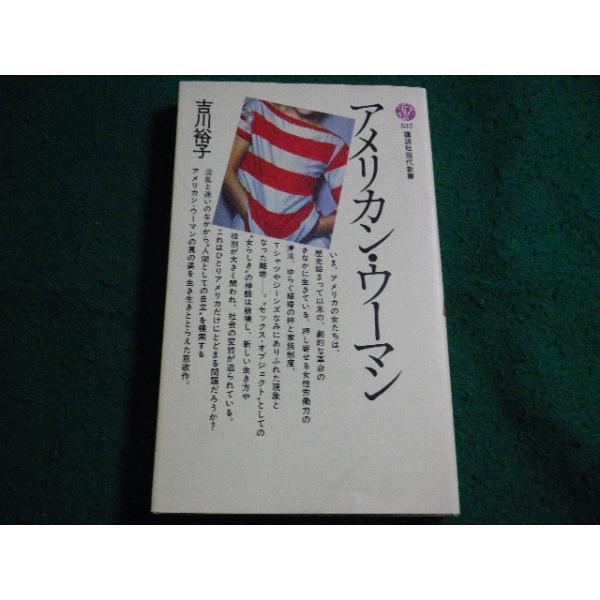 537
講談社現代新書
アメリカン・ウーマン
吉川裕子
いま、アメリカの女たちは、
歴史始まって以来の、劇的な革命の
さなかに生きている。押し寄せる女性労働力の
津波、ゆらぐ結婚の絆と家族制度、
Tシャツやジーンズなみにありふれた現象と
なった離婚——。“セックス・オブジェクト”としての
“女らしさ”の神話は崩壊し、新しい生き方や
役割が大きく問われ、社会の変質が迫られている。
これはひとりアメリカだけにとどまる問題だろうか?
混乱と迷いのなかから“人間としての自立”を模索する
アメリカン・ウーマンの真の姿を生き生きととらえた意欲作。